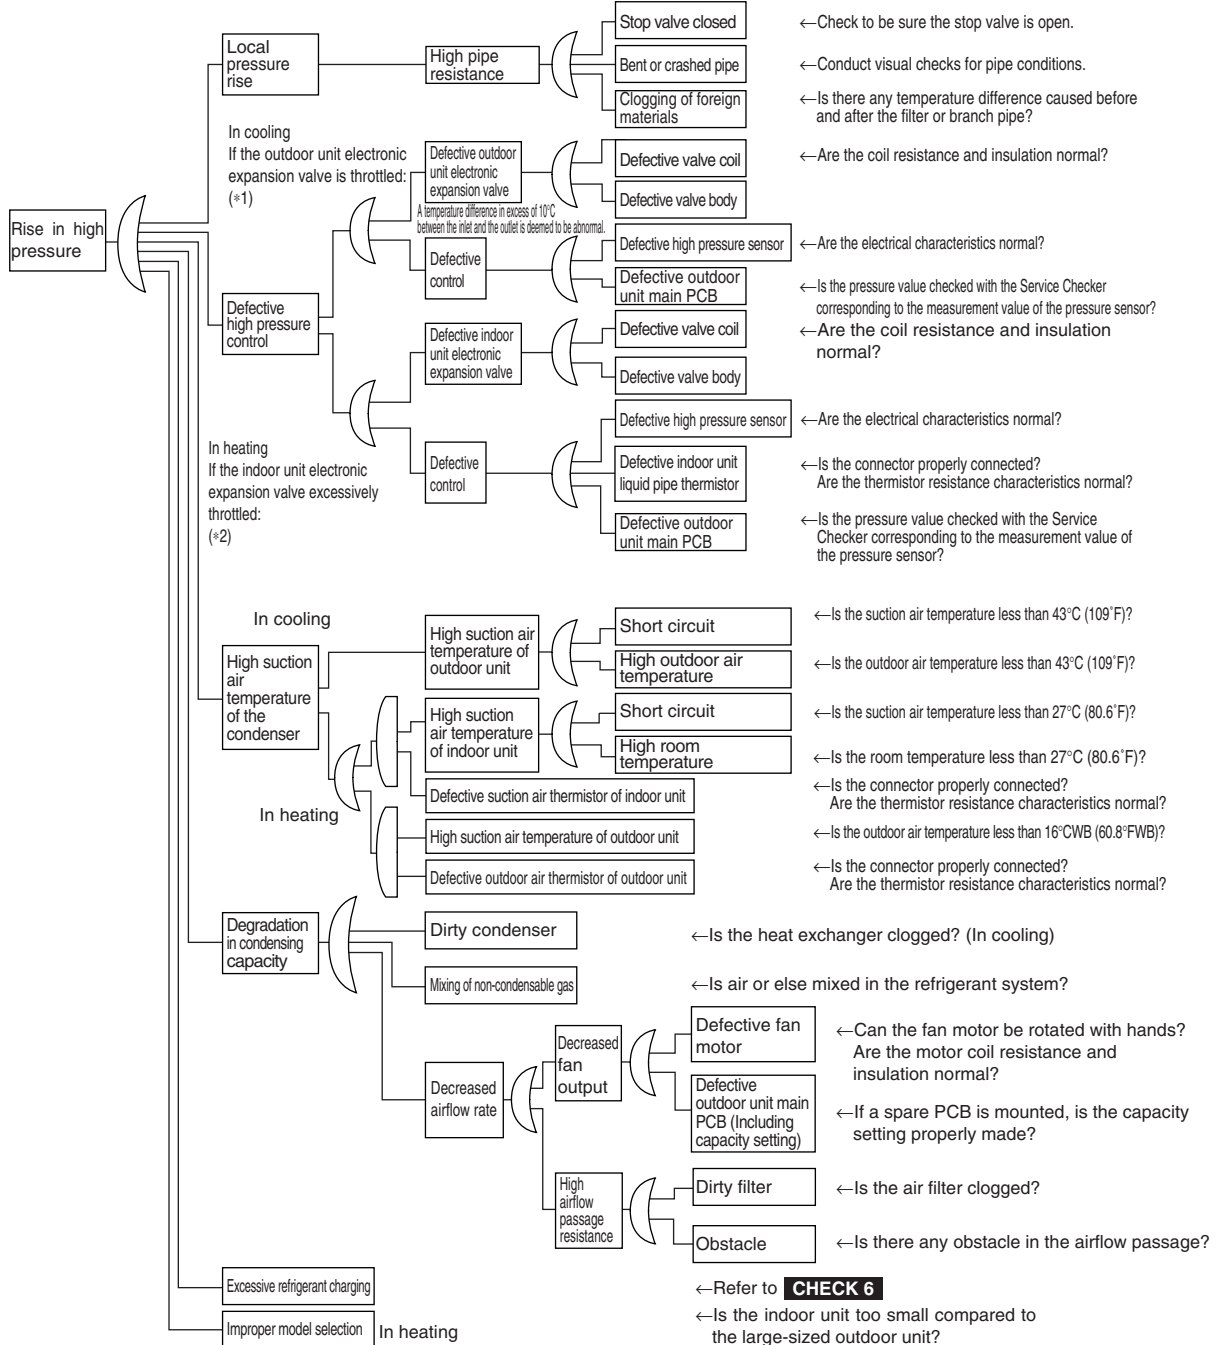 Rise in high
pressure
Local
pressure
rise
High pipe
resistance
Stop valve closed
←Check to be sure the stop valve is open.
Bent or crashed pipe
←Conduct visual checks for pipe conditions.
Clogging of foreign
materials
←Is there any temperature difference caused before
and after the filter or branch pipe?
In cooling
If the outdoor unit electronic
expansion valve is throttled:
(*1)
Defective
high pressure
control
Defective outdoor
unit electronic
expansion valve
A temperature difference in excess of 10°C
between the inlet and the outlet is deemed to be abnormal.
Defective valve coil
←Are the coil resistance and insulation normal?
Defective valve body
Defective
control
Defective high pressure sensor
←Are the electrical characteristics normal?
Defective outdoor
unit main PCB
←Is the pressure value checked with the Service Checker
corresponding to the measurement value of the pressure sensor?
Defective indoor
unit electronic
expansion valve
Defective valve coil
←Are the coil resistance and insulation
normal?
Defective valve body
In heating
If the indoor unit electronic
expansion valve excessively
throttled:
(*2)
Defective
control
Defective high pressure sensor
←Are the electrical characteristics normal?
Defective indoor unit
liquid pipe thermistor
←Is the connector properly connected?
Are the thermistor resistance characteristics normal?
Defective outdoor
unit main PCB
←Is the pressure value checked with the Service
Checker corresponding to the measurement value of
the pressure sensor?
In cooling
High suction
air
temperature
of the
condenser
High suction air
temperature of
outdoor unit
Short circuit
←Is the suction air temperature less than 43°C (109˚F)?
High outdoor air
temperature
←Is the outdoor air temperature less than 43°C (109˚F)?
In heating
High suction
air temperature
of indoor unit
Short circuit
←Is the suction air temperature less than 27°C (80.6˚F)?
High room
temperature
←Is the room temperature less than 27°C (80.6˚F)?
Defective suction air thermistor of indoor unit
←Is the connector properly connected?
Are the thermistor resistance characteristics normal?
High suction air temperature of outdoor unit
←Is the outdoor air temperature less than 16°CWB (60.8°FWB)?
Defective outdoor air thermistor of outdoor unit
←Is the connector properly connected?
Are the thermistor resistance characteristics normal?
Degradation
in condensing
capacity
Dirty condenser
←Is the heat exchanger clogged? (In cooling)
Mixing of non-condensable gas
←Is air or else mixed in the refrigerant system?
Decreased
airflow rate
Decreased
fan
output
Defective fan
motor
←Can the fan motor be rotated with hands?
Are the motor coil resistance and
insulation normal?
Defective
outdoor unit main
PCB (Including
capacity setting)
←If a spare PCB is mounted, is the capacity
setting properly made?
High
airflow
passage
resistance
Dirty filter
←Is the air filter clogged?
Obstacle
←Is there any obstacle in the airflow passage?
Excessive refrigerant charging
←Refer to CHECK 6
Improper model selection
In heating
←Is the indoor unit too small compared to
the large-sized outdoor unit?